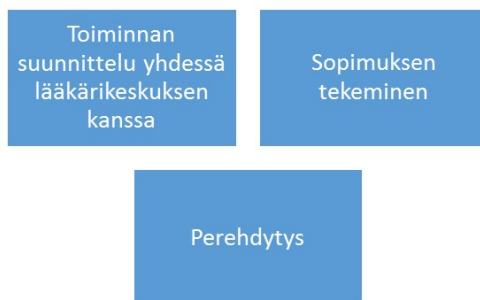 Toiminnan
suunnittelu yhdessä
lääkärikeskuksen
kanssa
Sopimuksen
tekeminen
Perehdytys